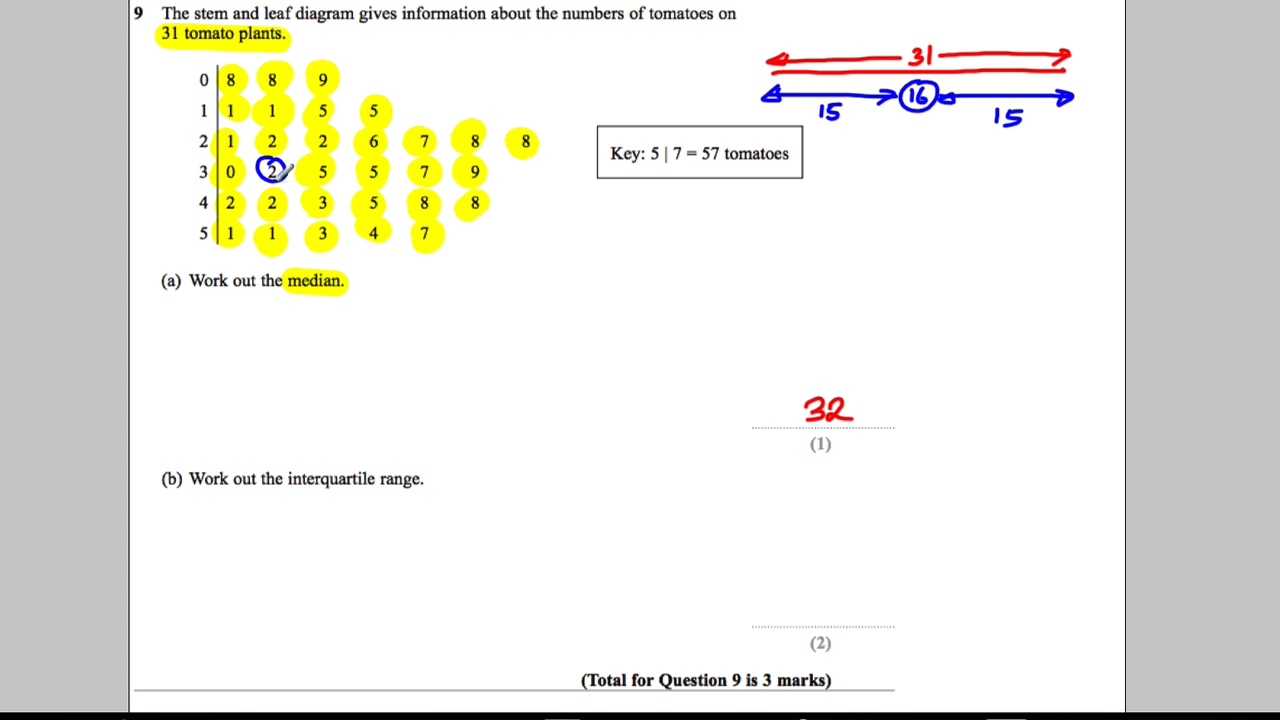 9 The stem and leaf diagram gives information about the numbers of tomatoes on
31 tomato plants.
31
16
15
15
0 | 8 8 9
1 | 1 1 5 5
2 | 1 2 2 6 7 8 8
3 | 0 2 5 5 7 9
4 | 2 2 3 5 8 8
5 | 1 1 3 4 7
Key: 5 | 7 = 57 tomatoes
(a) Work out the median.
32
(1)
(b) Work out the interquartile range.
(2)
(Total for Question 9 is 3 marks)